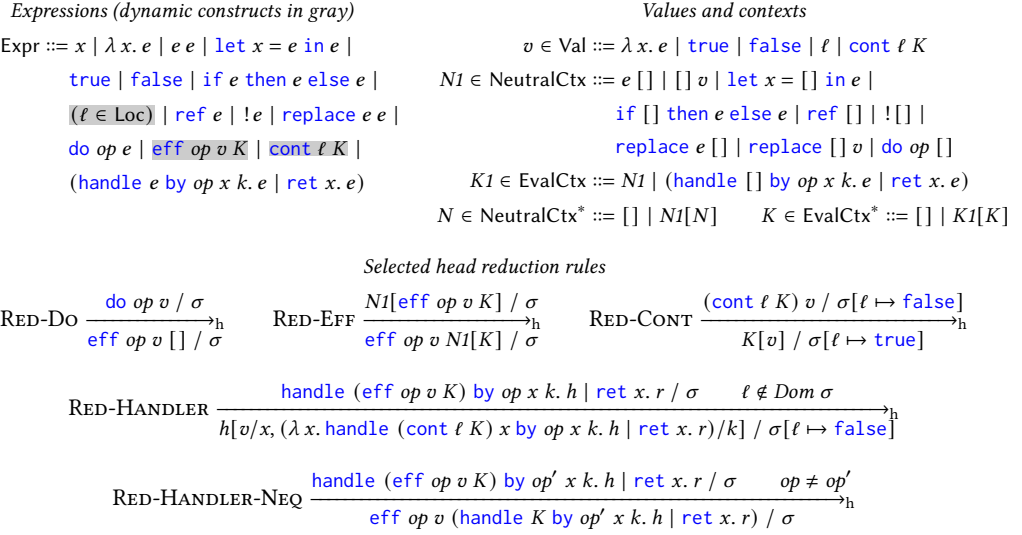 Expressions (dynamic constructs in gray)
Expr ::= x | λ x. e | e e | let x = e in e |
true | false | if e then e else e |
(ℓ ∈ Loc) | ref e | ! e | replace e e |
do op e | eff op v K | cont ℓ K |
(handle e by op x k. e | ret x. e)
Values and contexts
v ∈ Val ::= λ x. e | true | false | ℓ | cont ℓ K
N1 ∈ NeutralCtx ::= e [] | [] v | let x = [] in e |
if [] then e else e | ref [] | ! [] |
replace e [] | replace [] v | do op []
K1 ∈ EvalCtx ::= N1 | (handle [] by op x k. e | ret x. e)
N ∈ NeutralCtx* ::= [] | N1[N] K ∈ EvalCtx* ::= [] | K1[K]
Selected head reduction rules
Red-Do
do op v / σ
h
eff op v [] / σ
Red-Eff
N1[eff op v K] / σ
h
eff op v N1[K] / σ
Red-Cont
(cont ℓ K) v / σ[ℓ ↦ false]
h
K[v] / σ[ℓ ↦ true]
Red-Handler
handle (eff op v K) by op x k. h | ret x. r / σ ℓ ∉ Dom σ
h
h[v/x, (λ x. handle (cont ℓ K) x by op x k. h | ret x. r)/k] / σ[ℓ ↦ false]
Red-Handler-Neq
handle (eff op v K) by op′ x k. h | ret x. r / σ op ≠ op′
h
eff op v (handle K by op′ x k. h | ret x. r) / σ